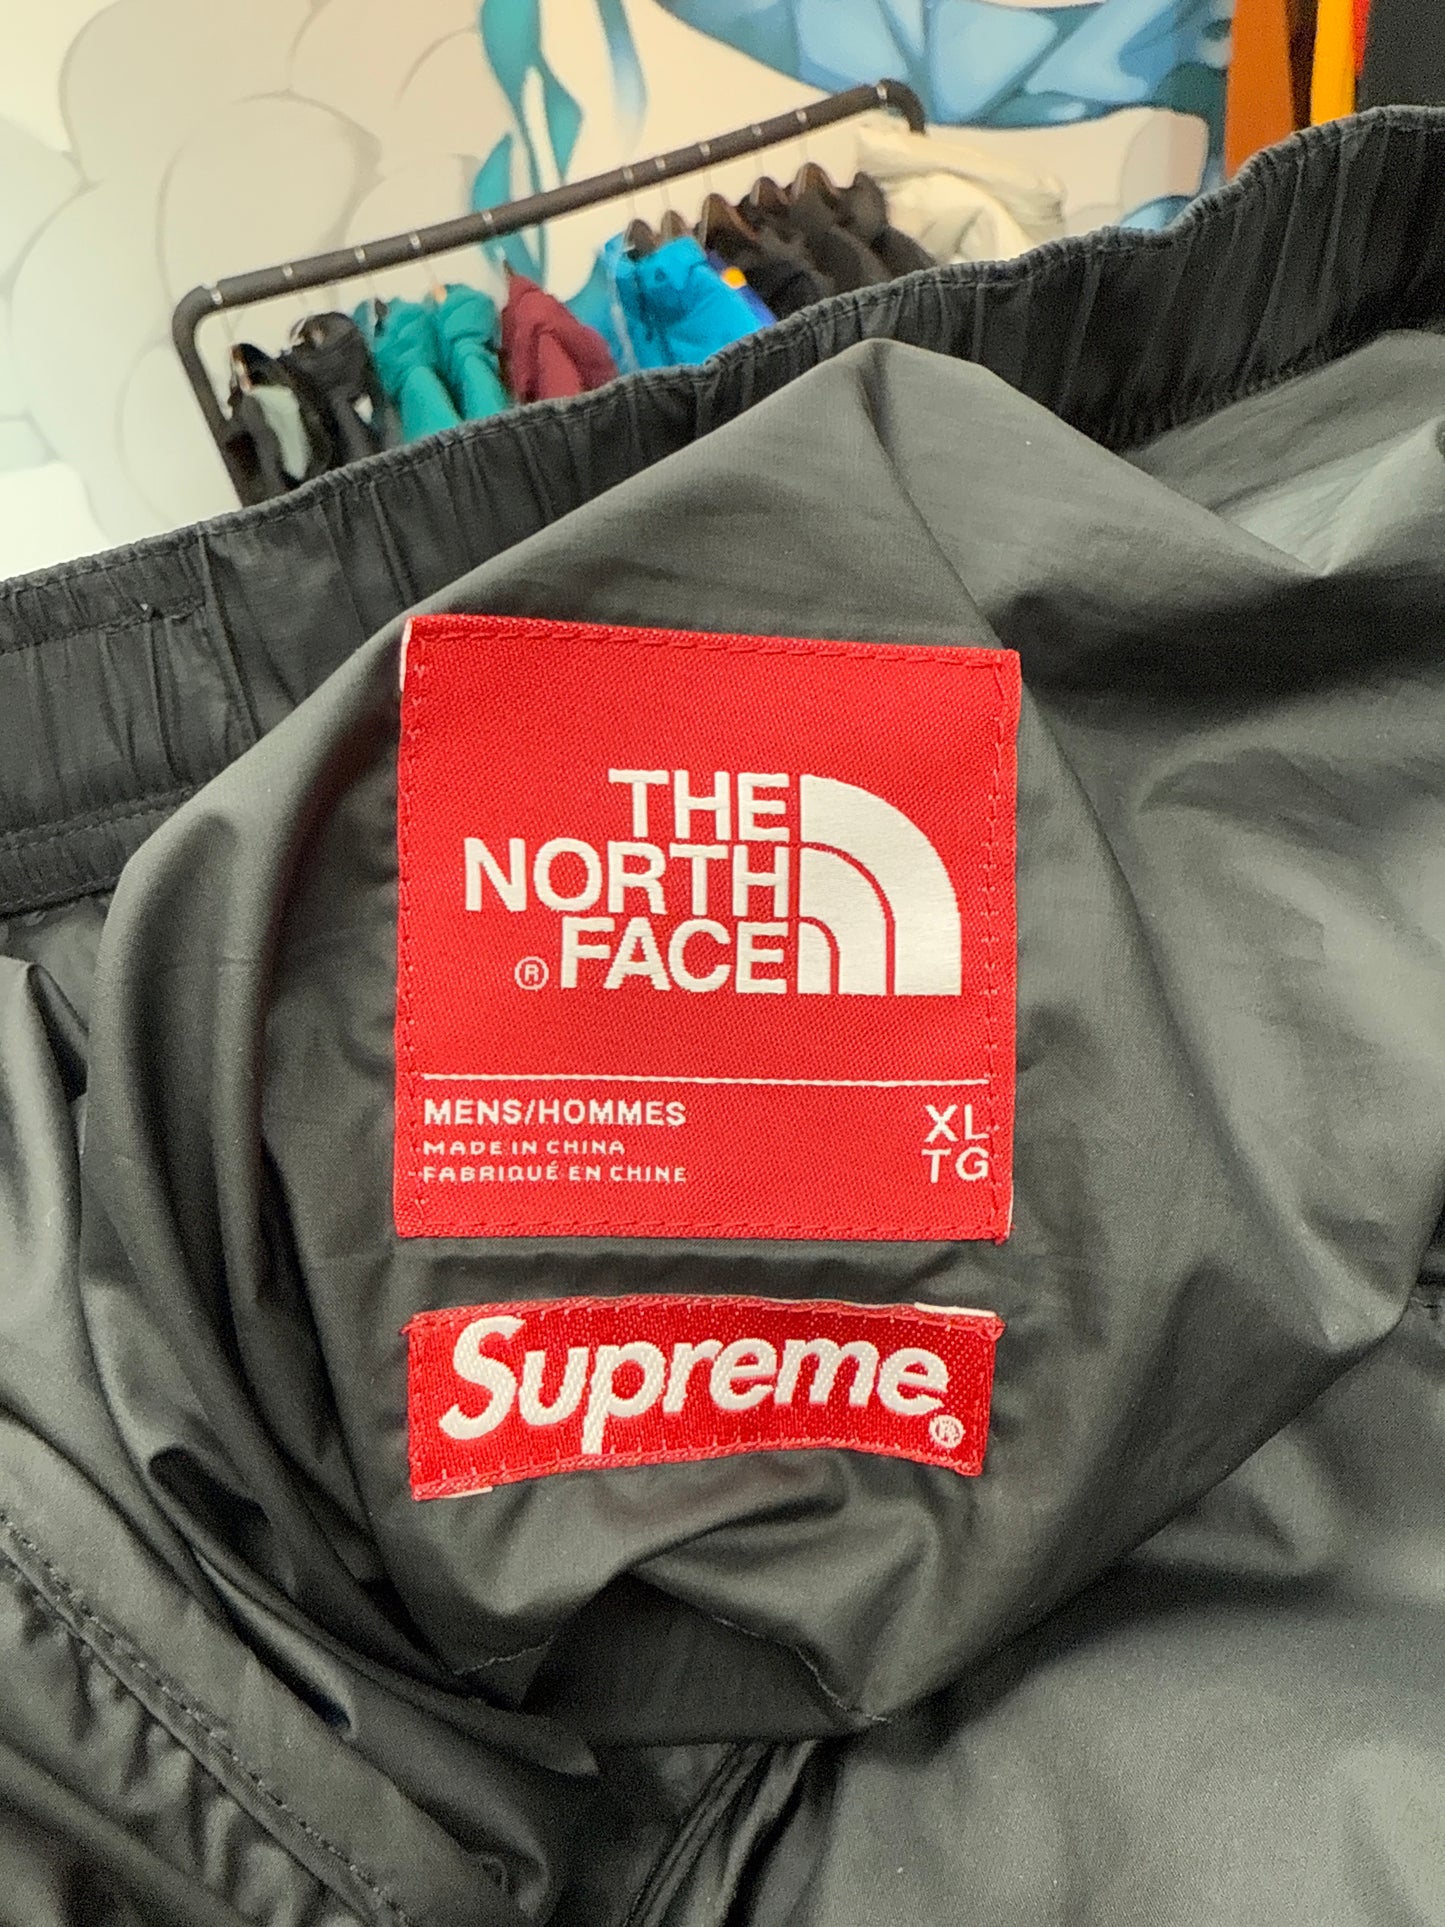 THE
NORTH
® FACE
MENS/HOMMES XL
MADE IN CHINA TG
FABRIQUÉ EN CHINE
Supreme®